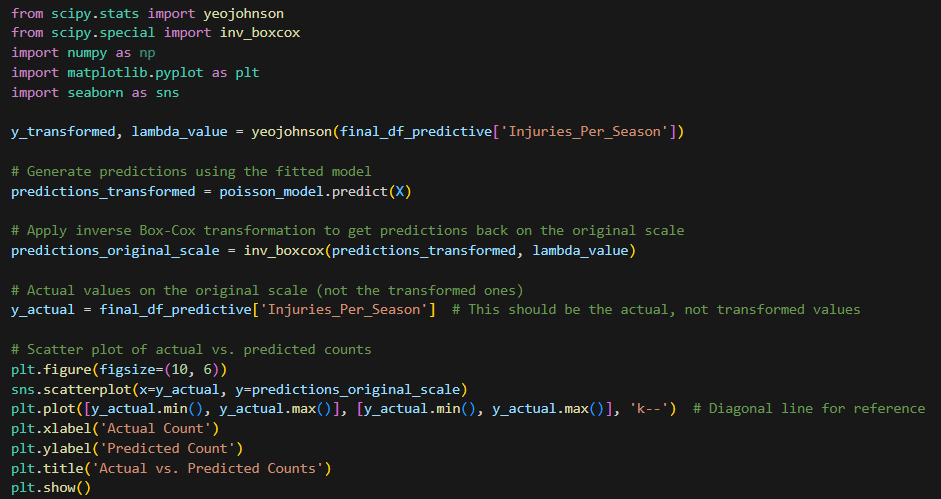 from scipy.stats import yeojohnson
from scipy.special import inv_boxcox
import numpy as np
import matplotlib.pyplot as plt
import seaborn as sns
y_transformed, lambda_value = yeojohnson(final_df_predictive['Injuries_Per_Season'])
# Generate predictions using the fitted model
predictions_transformed = poisson_model.predict(X)
# Apply inverse Box-Cox transformation to get predictions back on the original scale
predictions_original_scale = inv_boxcox(predictions_transformed, lambda_value)
# Actual values on the original scale (not the transformed ones)
y_actual = final_df_predictive['Injuries_Per_Season']  # This should be the actual, not transformed values
# Scatter plot of actual vs. predicted counts
plt.figure(figsize=(10, 6))
sns.scatterplot(x=y_actual, y=predictions_original_scale)
plt.plot([y_actual.min(), y_actual.max()], [y_actual.min(), y_actual.max()], 'k--')  # Diagonal line for reference
plt.xlabel('Actual Count')
plt.ylabel('Predicted Count')
plt.title('Actual vs. Predicted Counts')
plt.show()